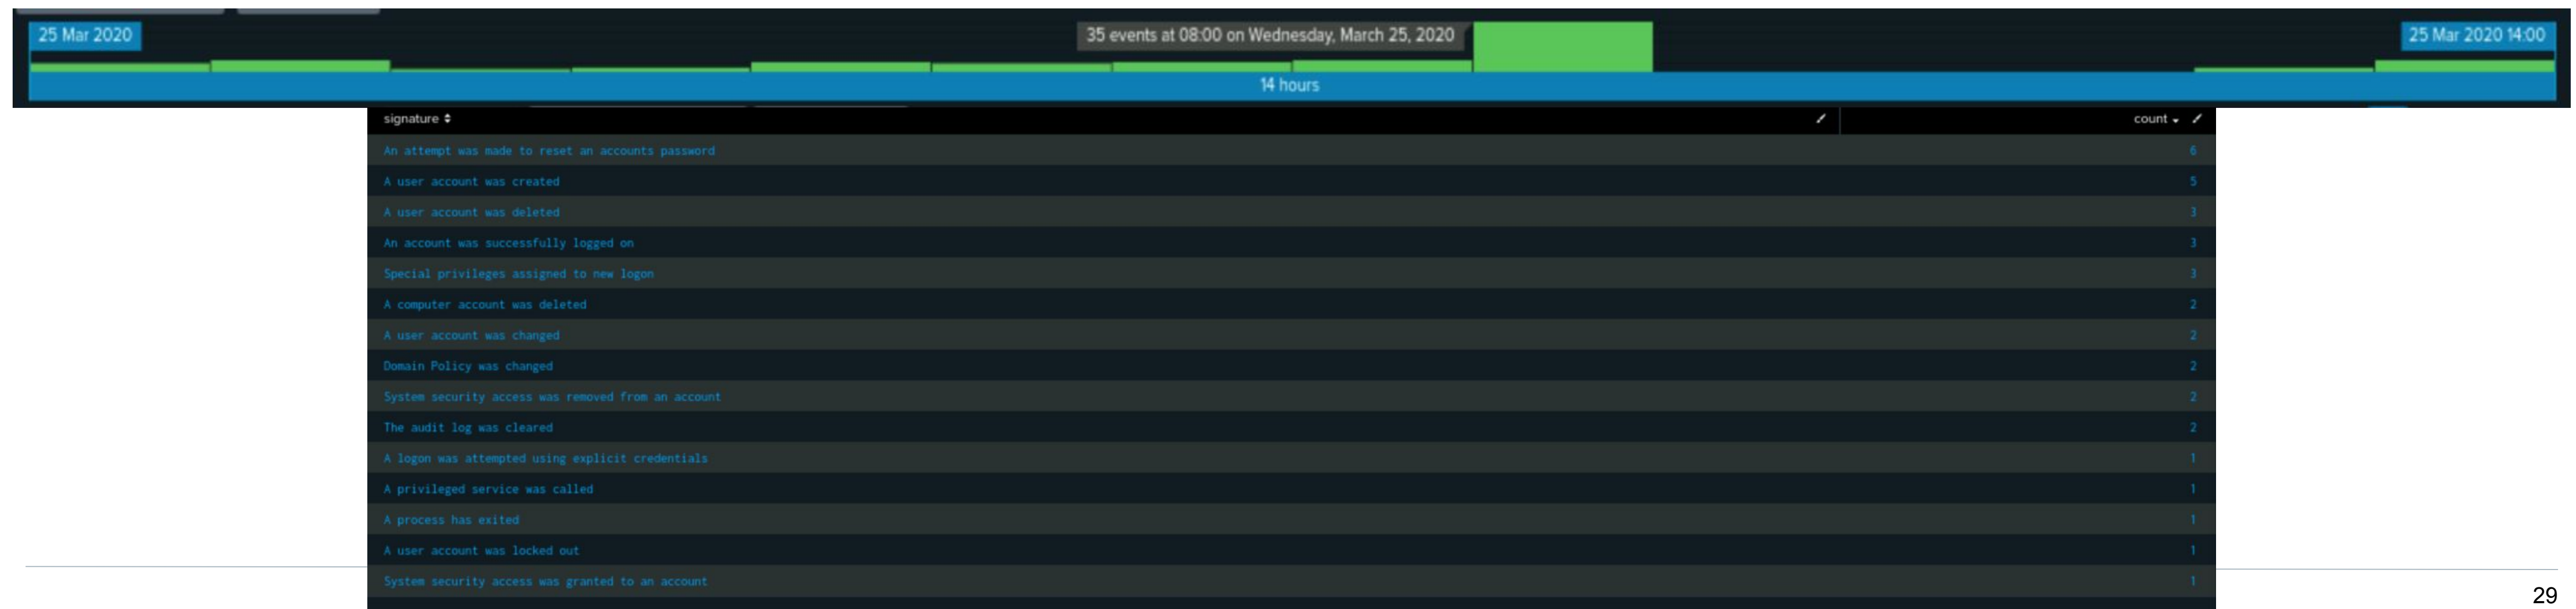 25 Mar 2020
35 events at 08:00 on Wednesday, March 25, 2020
25 Mar 2020 14:00
14 hours
signature count
An attempt was made to reset an accounts password 6
A user account was created 5
A user account was deleted 3
An account was successfully logged on 3
Special privileges assigned to new logon 3
A computer account was deleted 2
A user account was changed 2
Domain Policy was changed 2
System security access was removed from an account 2
The audit log was cleared 2
A logon was attempted using explicit credentials 1
A privileged service was called 1
A process has exited 1
A user account was locked out 1
System security access was granted to an account 1
29